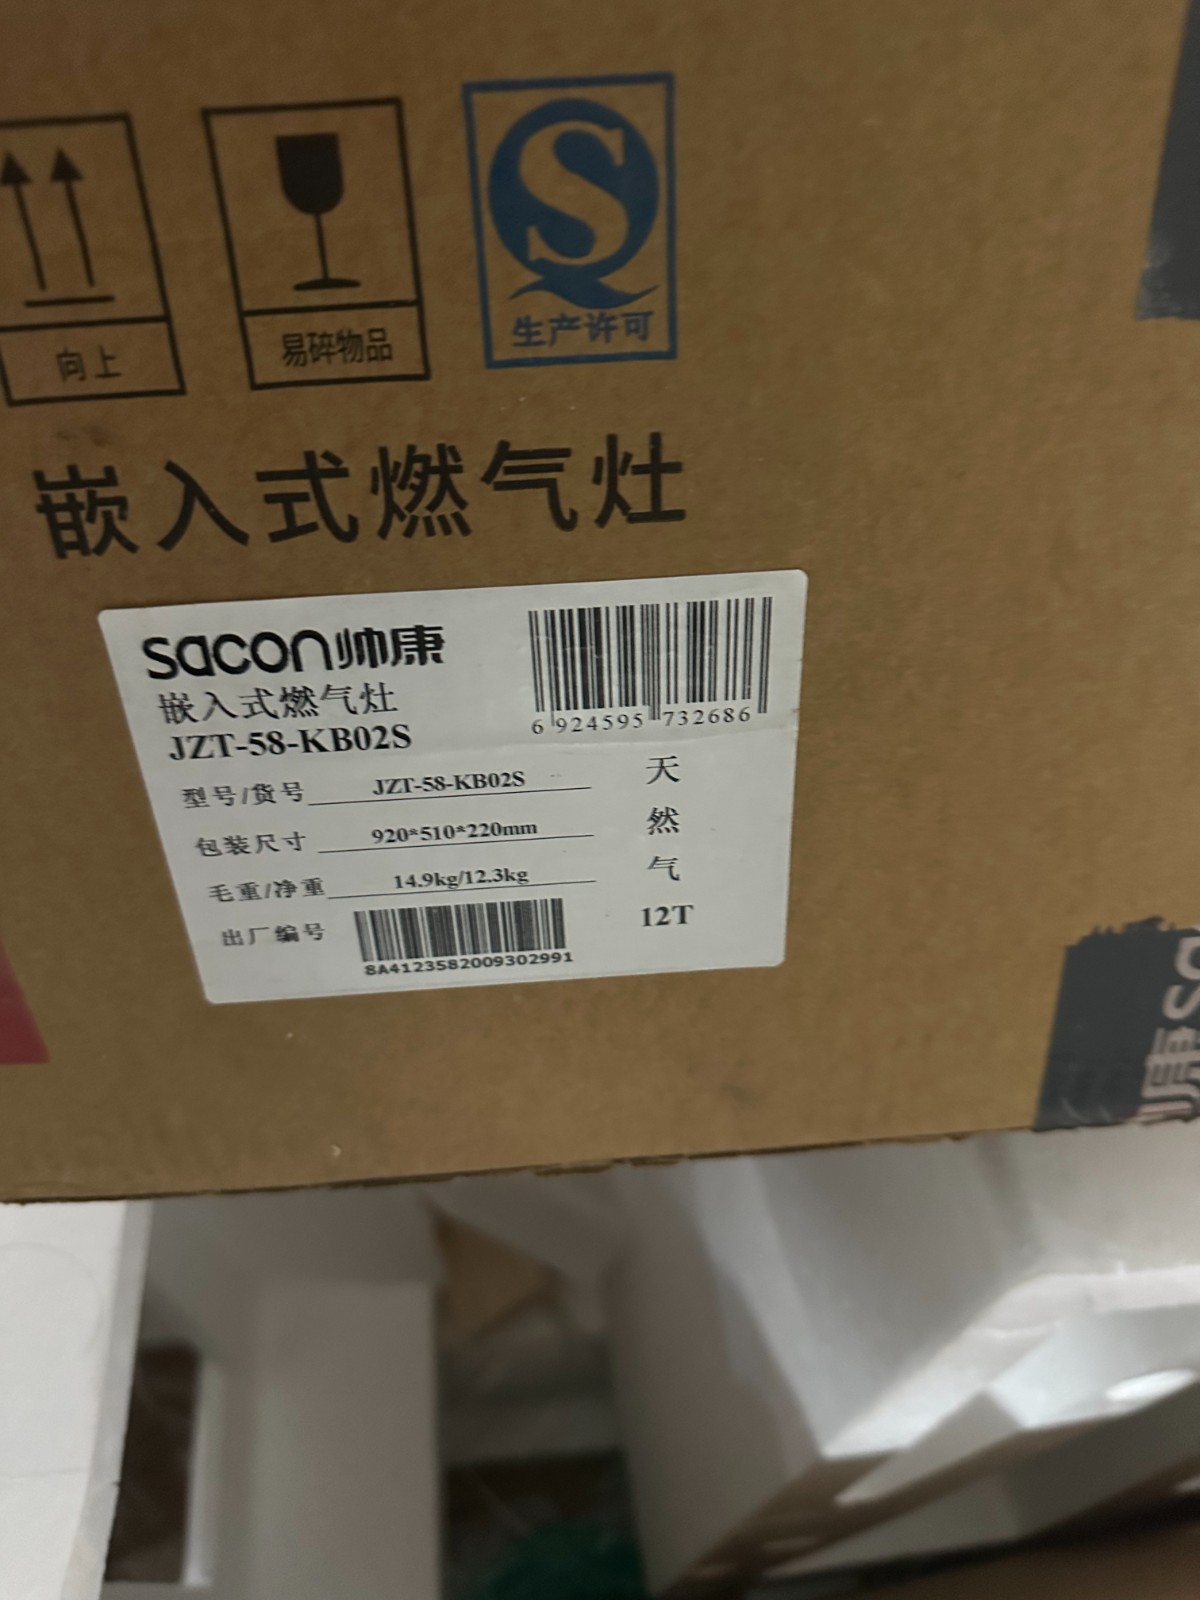 向上
易碎物品
生产许可
嵌入式燃气灶
sacon帅康
嵌入式燃气灶
JZT-58-KB02S
6 924595 732686
型号/货号 JZT-58-KB02S
包装尺寸 920*510*220mm
毛重/净重 14.9kg/12.3kg
出厂编号
8A4123582009302991
天
然
气
12T